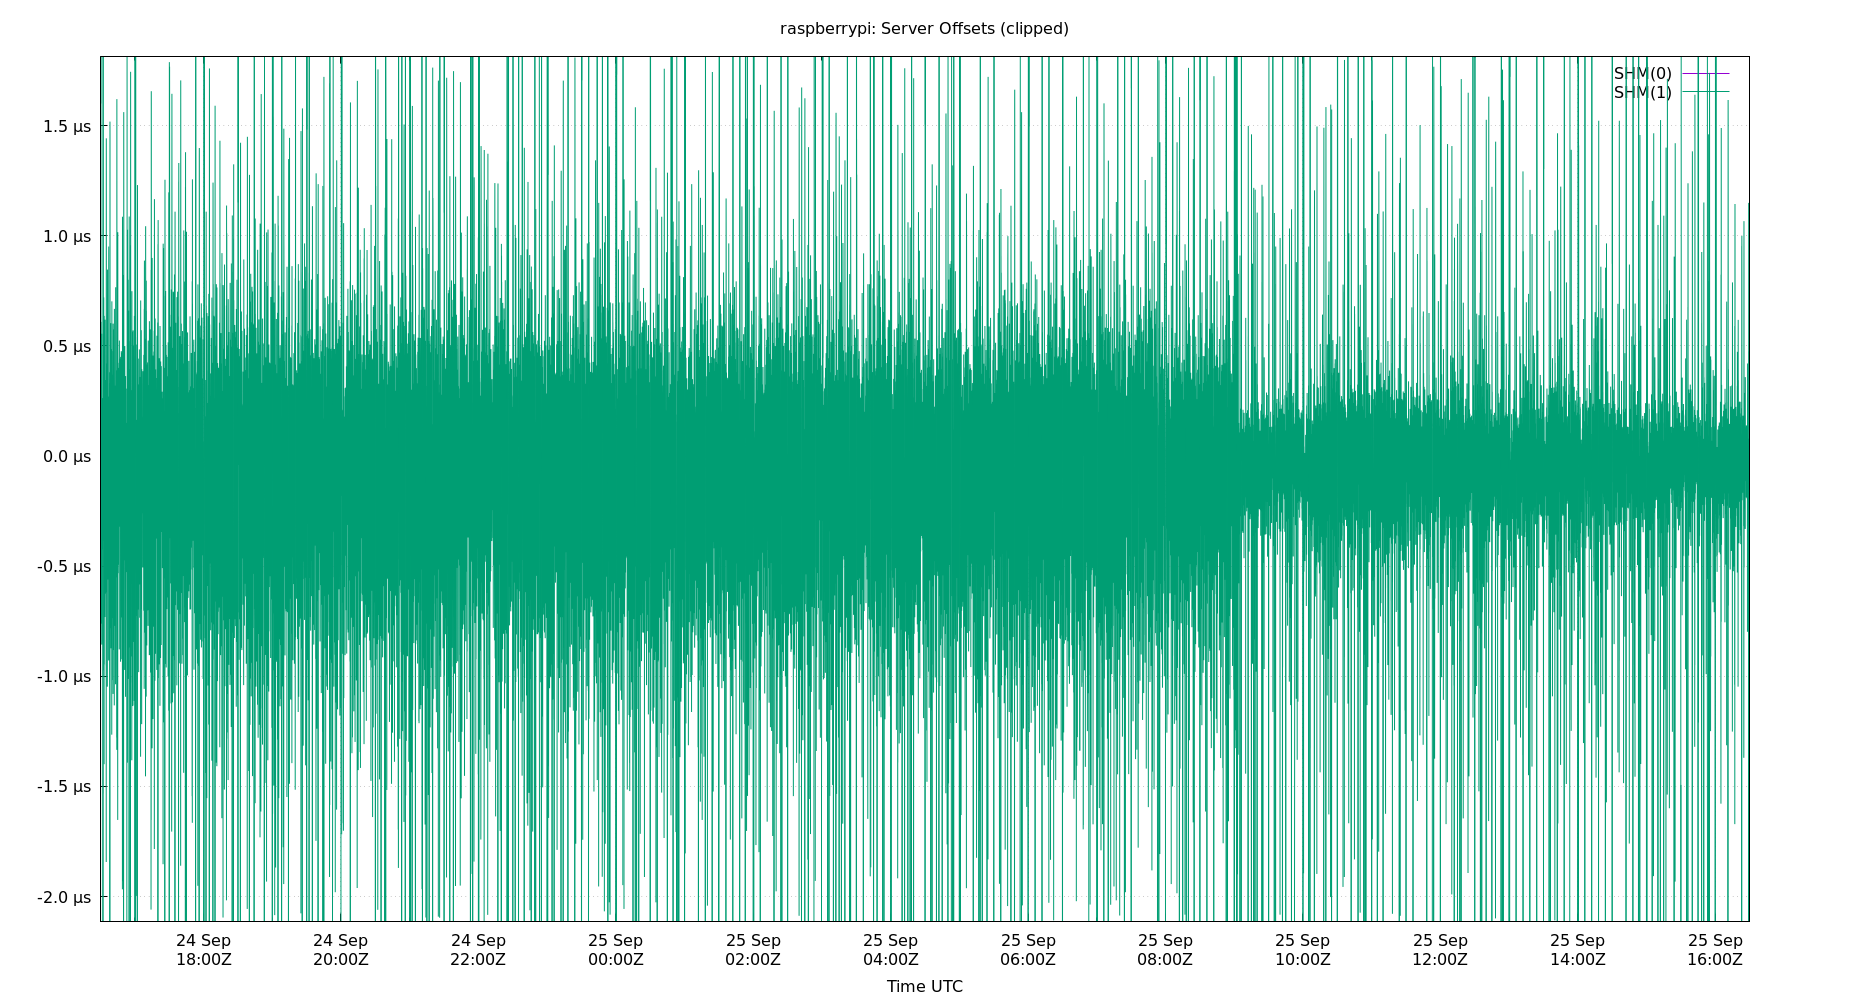 raspberrypi: Server Offsets (clipped)
SHM(0)
SHM(1)
1.5 µs
1.0 µs
0.5 µs
0.0 µs
-0.5 µs
-1.0 µs
-1.5 µs
-2.0 µs
24 Sep 24 Sep 24 Sep 25 Sep 25 Sep 25 Sep 25 Sep 25 Sep 25 Sep 25 Sep 25 Sep 25 Sep
18:00Z 20:00Z 22:00Z 00:00Z 02:00Z 04:00Z 06:00Z 08:00Z 10:00Z 12:00Z 14:00Z 16:00Z
Time UTC